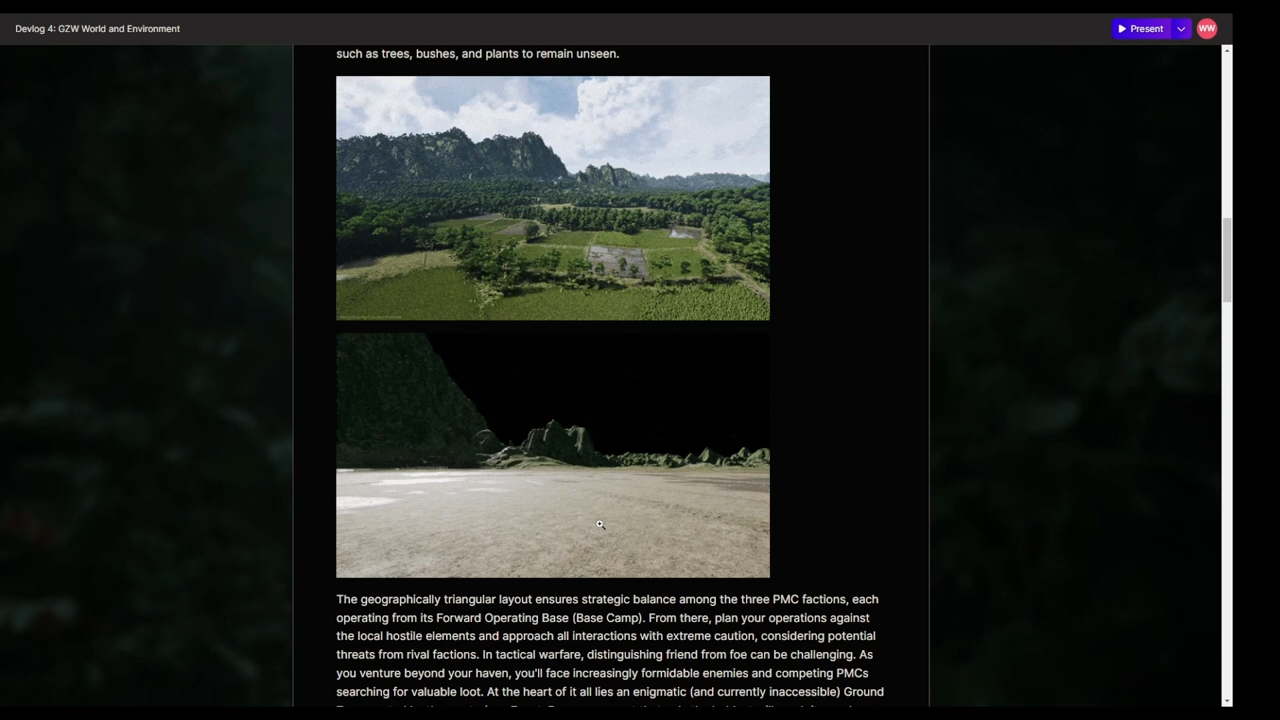 Devlog 4: GZW World and Environment
Present
WW
such as trees, bushes, and plants to remain unseen.
The geographically triangular layout ensures strategic balance among the three PMC factions, each
operating from its Forward Operating Base (Base Camp). From there, plan your operations against
the local hostile elements and approach all interactions with extreme caution, considering potential
threats from rival factions. In tactical warfare, distinguishing friend from foe can be challenging. As
you venture beyond your haven, you'll face increasingly formidable enemies and competing PMCs
searching for valuable loot. At the heart of it all lies an enigmatic (and currently inaccessible) Ground